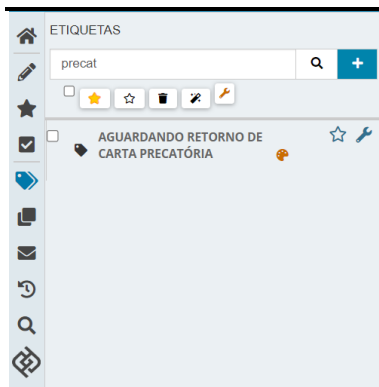 ETIQUETAS
precat
AGUARDANDO RETORNO DE
CARTA PRECATÓRIA